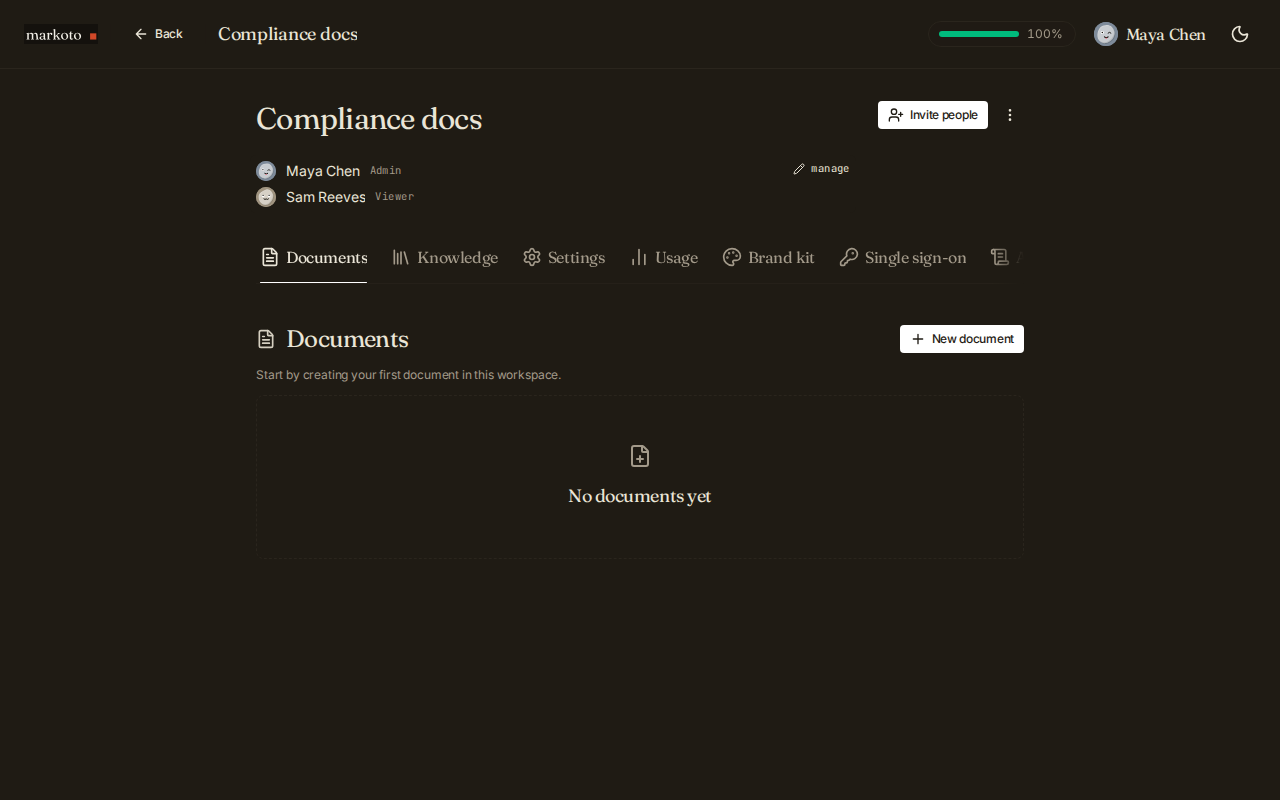 markoto
Back
Compliance docs
100%
Maya Chen
Compliance docs
Invite people
Maya Chen Admin
manage
Sam Reeves Viewer
Documents
Knowledge
Settings
Usage
Brand kit
Single sign-on
Documents
New document
Start by creating your first document in this workspace.
No documents yet